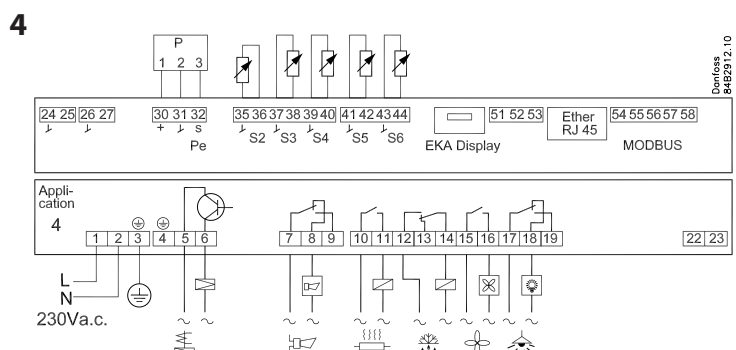 4
Danfoss
84B2912.10
P
1 2 3
24 25 26 27 30 31 32 35 36 37 38 39 40 41 42 43 44 51 52 53 Ether RJ 45 54 55 56 57 58
+ s S2 S3 S4 S5 S6
Pe EKA Display MODBUS
Appli-
cation
4
1 2 3 4 5 6 7 8 9 10 11 12 13 14 15 16 17 18 19 22 23
L
N
230Va.c.